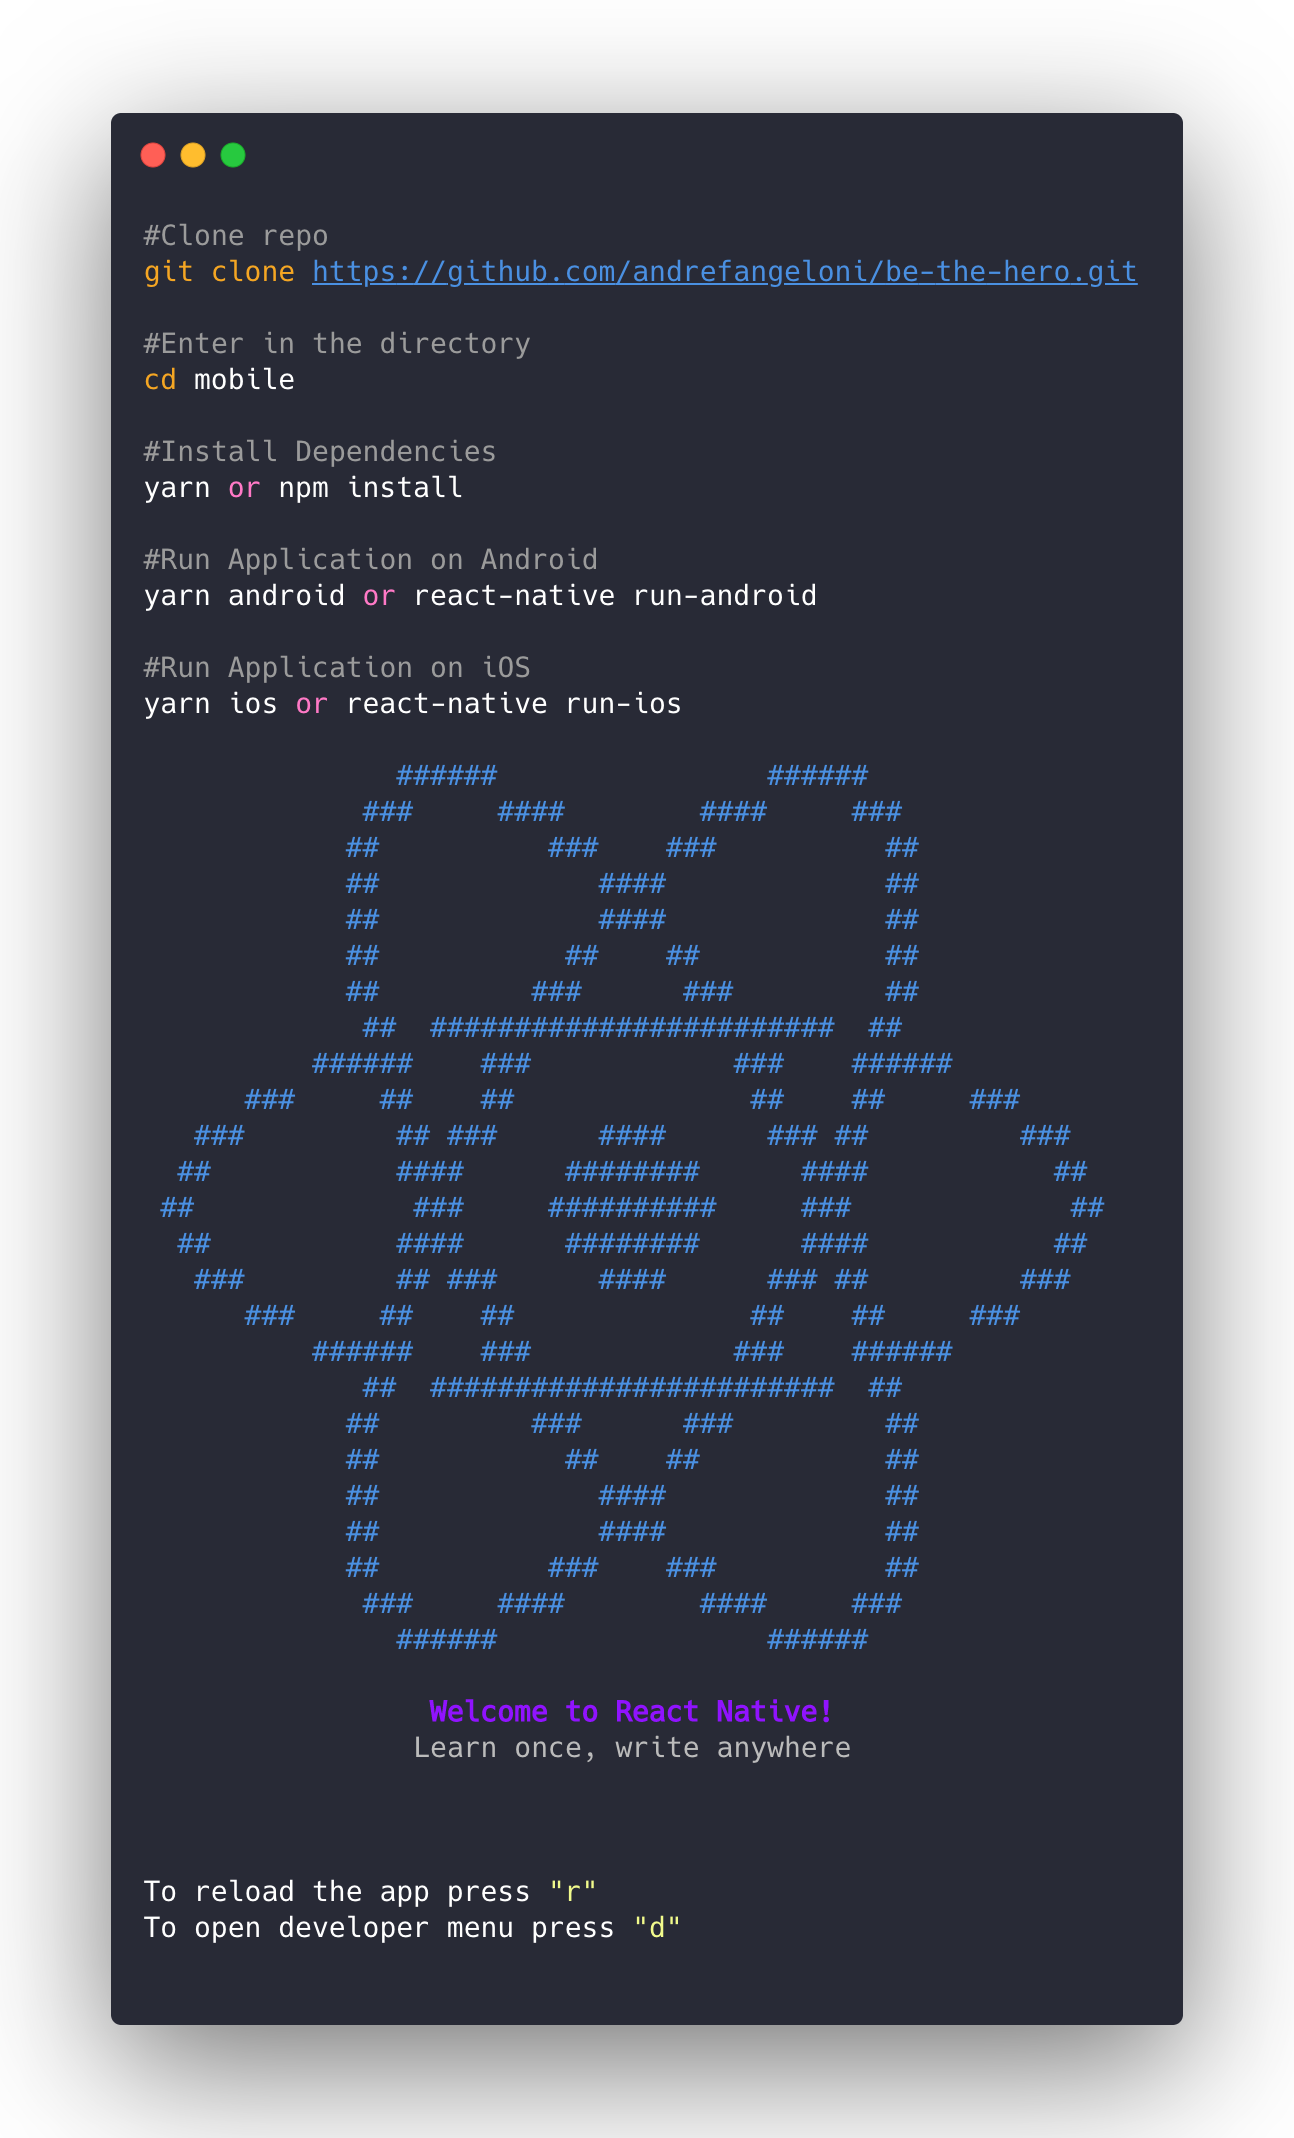 #Clone repo
git clone https://github.com/andrefangeloni/be-the-hero.git
#Enter in the directory
cd mobile
#Install Dependencies
yarn or npm install
#Run Application on Android
yarn android or react-native run-android
#Run Application on iOS
yarn ios or react-native run-ios
               ######                ######
             ###     ####        ####     ###
            ##          ###    ###          ##
            ##             ####             ##
            ##             ####             ##
            ##           ##    ##           ##
            ##         ###      ###         ##
             ##  ########################  ##
          ######    ###            ###    ######
      ###     ##    ##              ##    ##     ###
   ###         ## ###      ####      ### ##         ###
  ##           ####      ########      ####           ##
 ##             ###     ##########     ###             ##
  ##           ####      ########      ####           ##
   ###         ## ###      ####      ### ##         ###
      ###     ##    ##              ##    ##     ###
          ######    ###            ###    ######
             ##  ########################  ##
            ##         ###      ###         ##
            ##           ##    ##           ##
            ##             ####             ##
            ##             ####             ##
            ##          ###    ###          ##
             ###     ####        ####     ###
               ######                ######
Welcome to React Native!
Learn once, write anywhere
To reload the app press "r"
To open developer menu press "d"